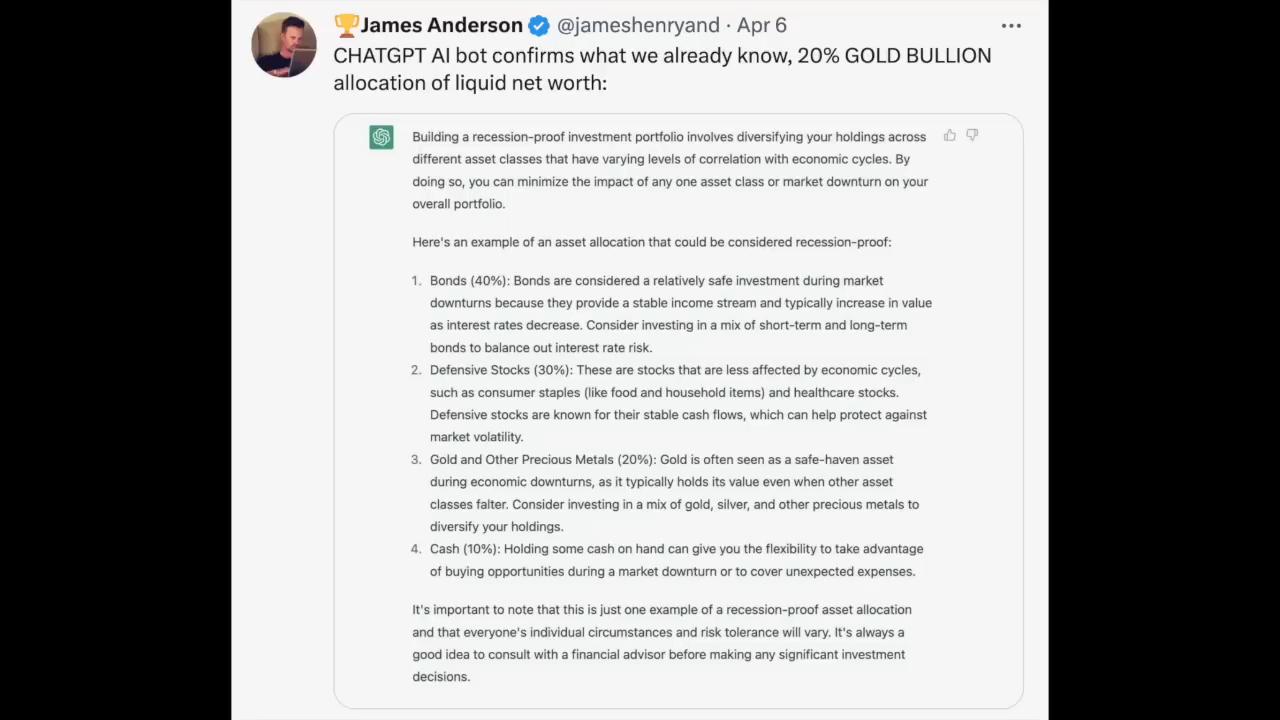 🏆James Anderson @jameshenryand · Apr 6
CHATGPT AI bot confirms what we already know, 20% GOLD BULLION
allocation of liquid net worth:
Building a recession-proof investment portfolio involves diversifying your holdings across
different asset classes that have varying levels of correlation with economic cycles. By
doing so, you can minimize the impact of any one asset class or market downturn on your
overall portfolio.
Here's an example of an asset allocation that could be considered recession-proof:
1. Bonds (40%): Bonds are considered a relatively safe investment during market
downturns because they provide a stable income stream and typically increase in value
as interest rates decrease. Consider investing in a mix of short-term and long-term
bonds to balance out interest rate risk.
2. Defensive Stocks (30%): These are stocks that are less affected by economic cycles,
such as consumer staples (like food and household items) and healthcare stocks.
Defensive stocks are known for their stable cash flows, which can help protect against
market volatility.
3. Gold and Other Precious Metals (20%): Gold is often seen as a safe-haven asset
during economic downturns, as it typically holds its value even when other asset
classes falter. Consider investing in a mix of gold, silver, and other precious metals to
diversify your holdings.
4. Cash (10%): Holding some cash on hand can give you the flexibility to take advantage
of buying opportunities during a market downturn or to cover unexpected expenses.
It's important to note that this is just one example of a recession-proof asset allocation
and that everyone's individual circumstances and risk tolerance will vary. It's always a
good idea to consult with a financial advisor before making any significant investment
decisions.